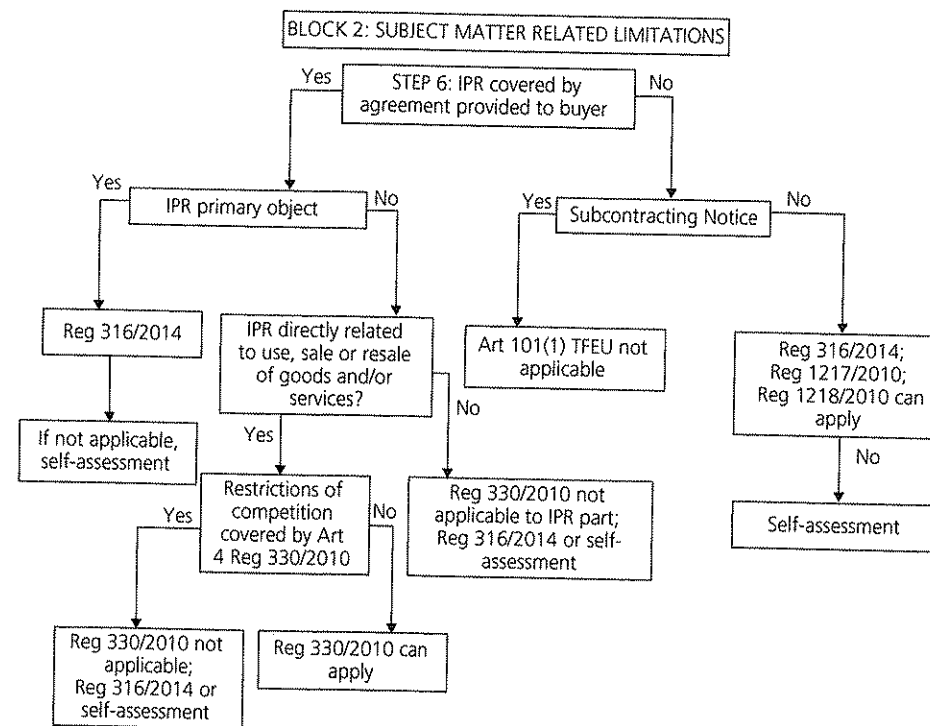 BLOCK 2: SUBJECT MATTER RELATED LIMITATIONS
Yes
STEP 6: IPR covered by
agreement provided to buyer
No
Yes
IPR primary object
No
Yes
Subcontracting Notice
No
Reg 316/2014
IPR directly related
to use, sale or resale
of goods and/or
services?
Art 101(1) TFEU not
applicable
Reg 316/2014;
Reg 1217/2010;
Reg 1218/2010 can
apply
If not applicable,
self-assessment
Yes
No
No
Yes
Restrictions of
competition
covered by Art
4 Reg 330/2010
No
Reg 330/2010 not
applicable to IPR part;
Reg 316/2014 or self-
assessment
Self-assessment
Reg 330/2010 not
applicable;
Reg 316/2014 or
self-assessment
Reg 330/2010 can
apply